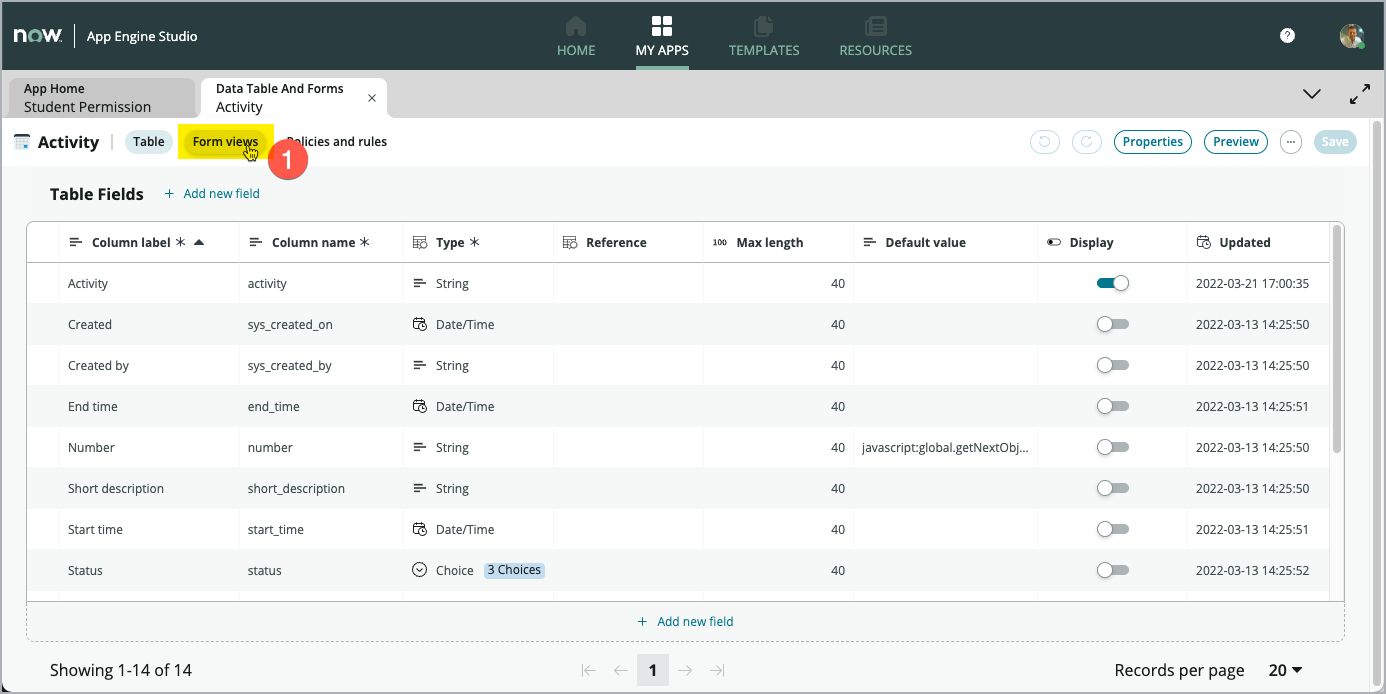 now. App Engine Studio
HOME MY APPS TEMPLATES RESOURCES ?
App Home
Student Permission
Data Table And Forms
Activity
Activity Table Form views 1 Policies and rules Properties Preview ... Save
Table Fields + Add new field
Column label * Column name * Type * Reference 100 Max length Default value Display Updated
Activity activity String 40 2022-03-21 17:00:35
Created sys_created_on Date/Time 40 2022-03-13 14:25:50
Created by sys_created_by String 40 2022-03-13 14:25:50
End time end_time Date/Time 40 2022-03-13 14:25:51
Number number String 40 javascript:global.getNextObj... 2022-03-13 14:25:50
Short description short_description String 40 2022-03-13 14:25:50
Start time start_time Date/Time 40 2022-03-13 14:25:51
Status status Choice 3 Choices 40 2022-03-13 14:25:52
+ Add new field
Showing 1-14 of 14 1 Records per page 20